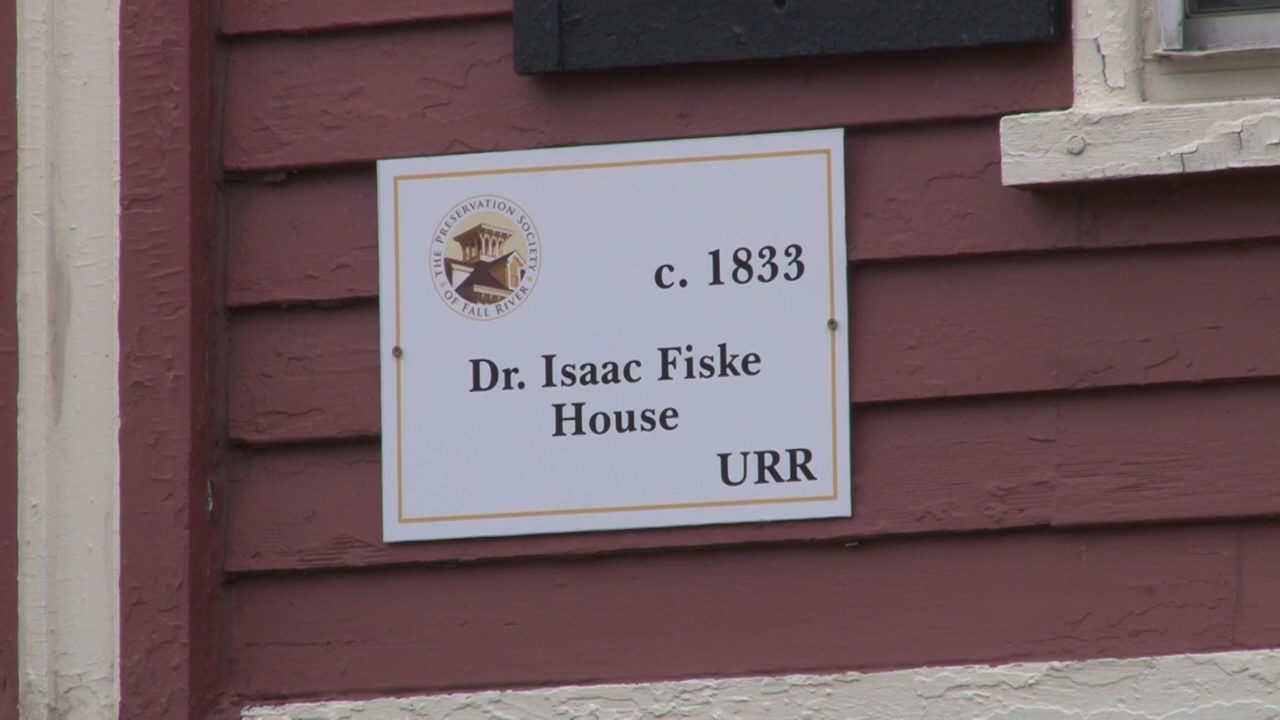 THE PRESERVATION SOCIETY
OF FALL RIVER
c. 1833
Dr. Isaac Fiske
House
URR